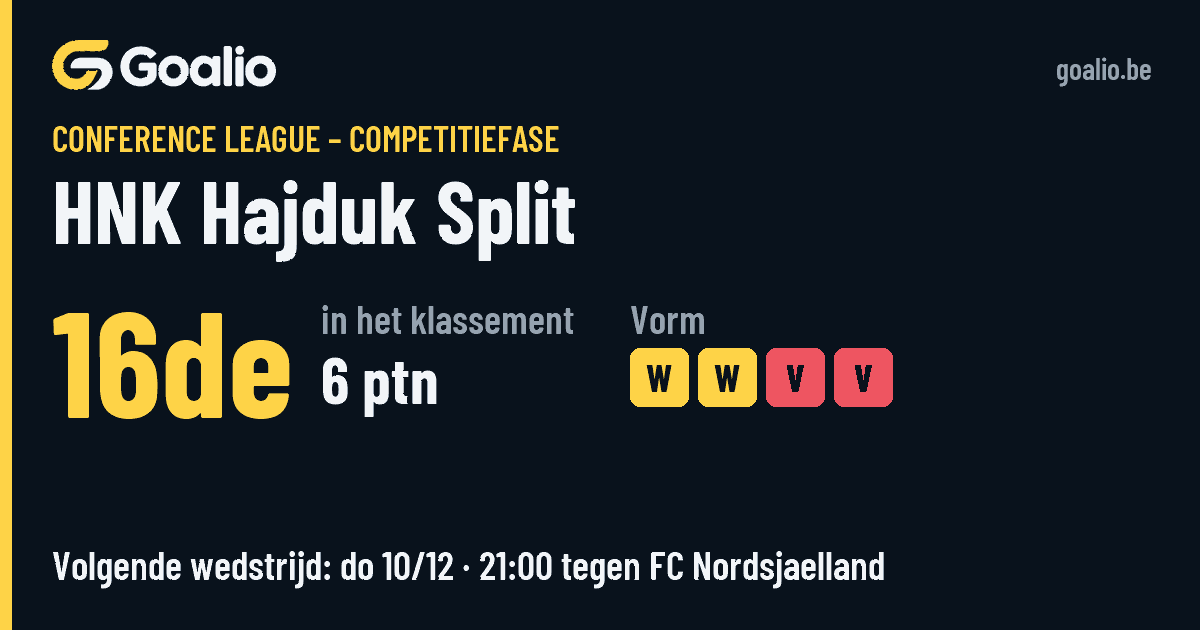 Goalio
goalio.be
CONFERENCE LEAGUE – COMPETITIEFASE
HNK Hajduk Split
16de
in het klassement
6 ptn
Vorm
W W V V
Volgende wedstrijd: do 10/12 · 21:00 tegen FC Nordsjaelland